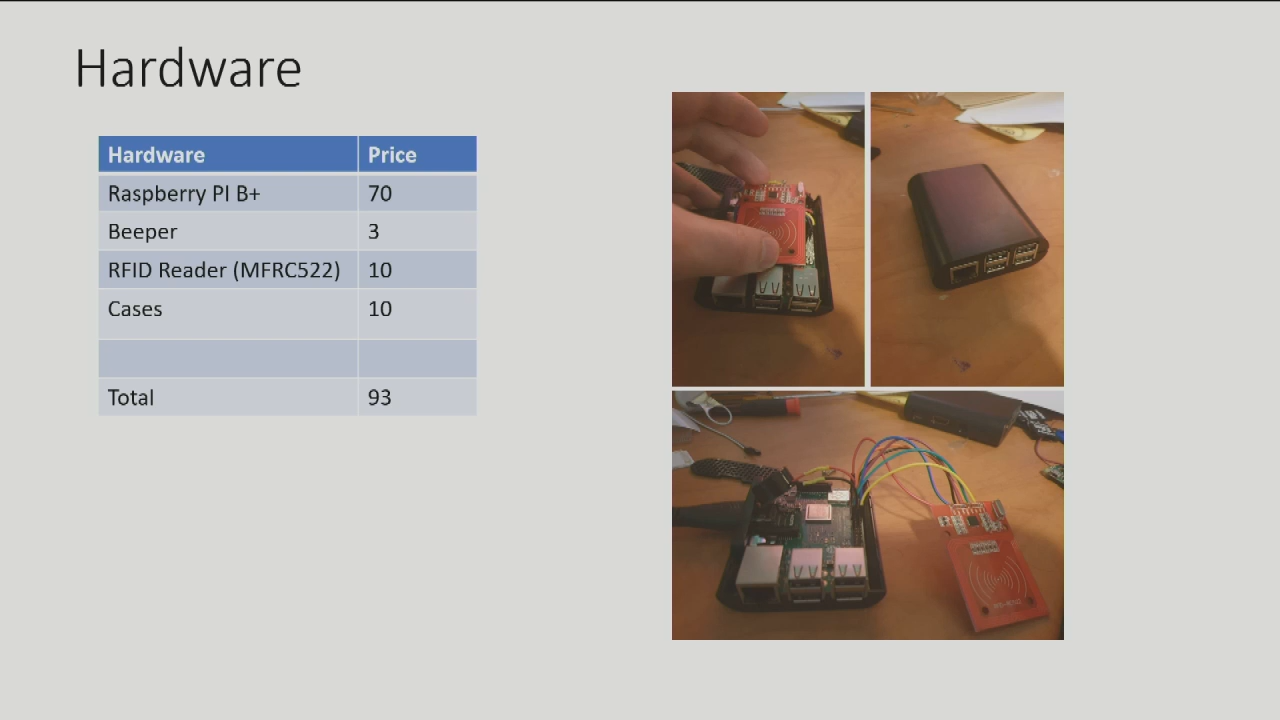 Hardware
Hardware Price
Raspberry PI B+ 70
Beeper 3
RFID Reader (MFRC522) 10
Cases 10
Total 93